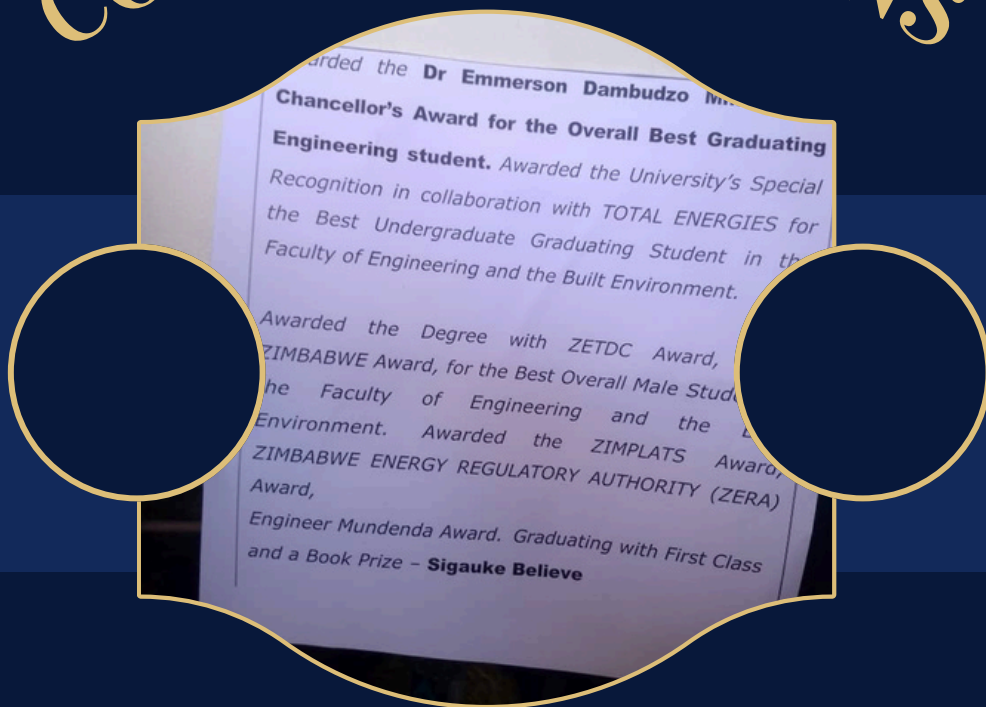 the Dr Emmerson Dambudzo
Chancellor's Award for the Overall Best Graduating
Engineering student. Awarded the University's Special
Recognition in collaboration with TOTAL ENERGIES for
the Best Undergraduate Graduating Student in
Faculty of Engineering and the Built Environment.
Awarded the Degree with ZETDC Award,
ZIMBABWE Award, for the Best Overall Male
Faculty of Engineering and the
Environment. Awarded the ZIMPLATS Award,
ZIMBABWE ENERGY REGULATORY AUTHORITY (ZERA)
Award,
Engineer Mundenda Award. Graduating with First Class
and a Book Prize – Sigauke Believe